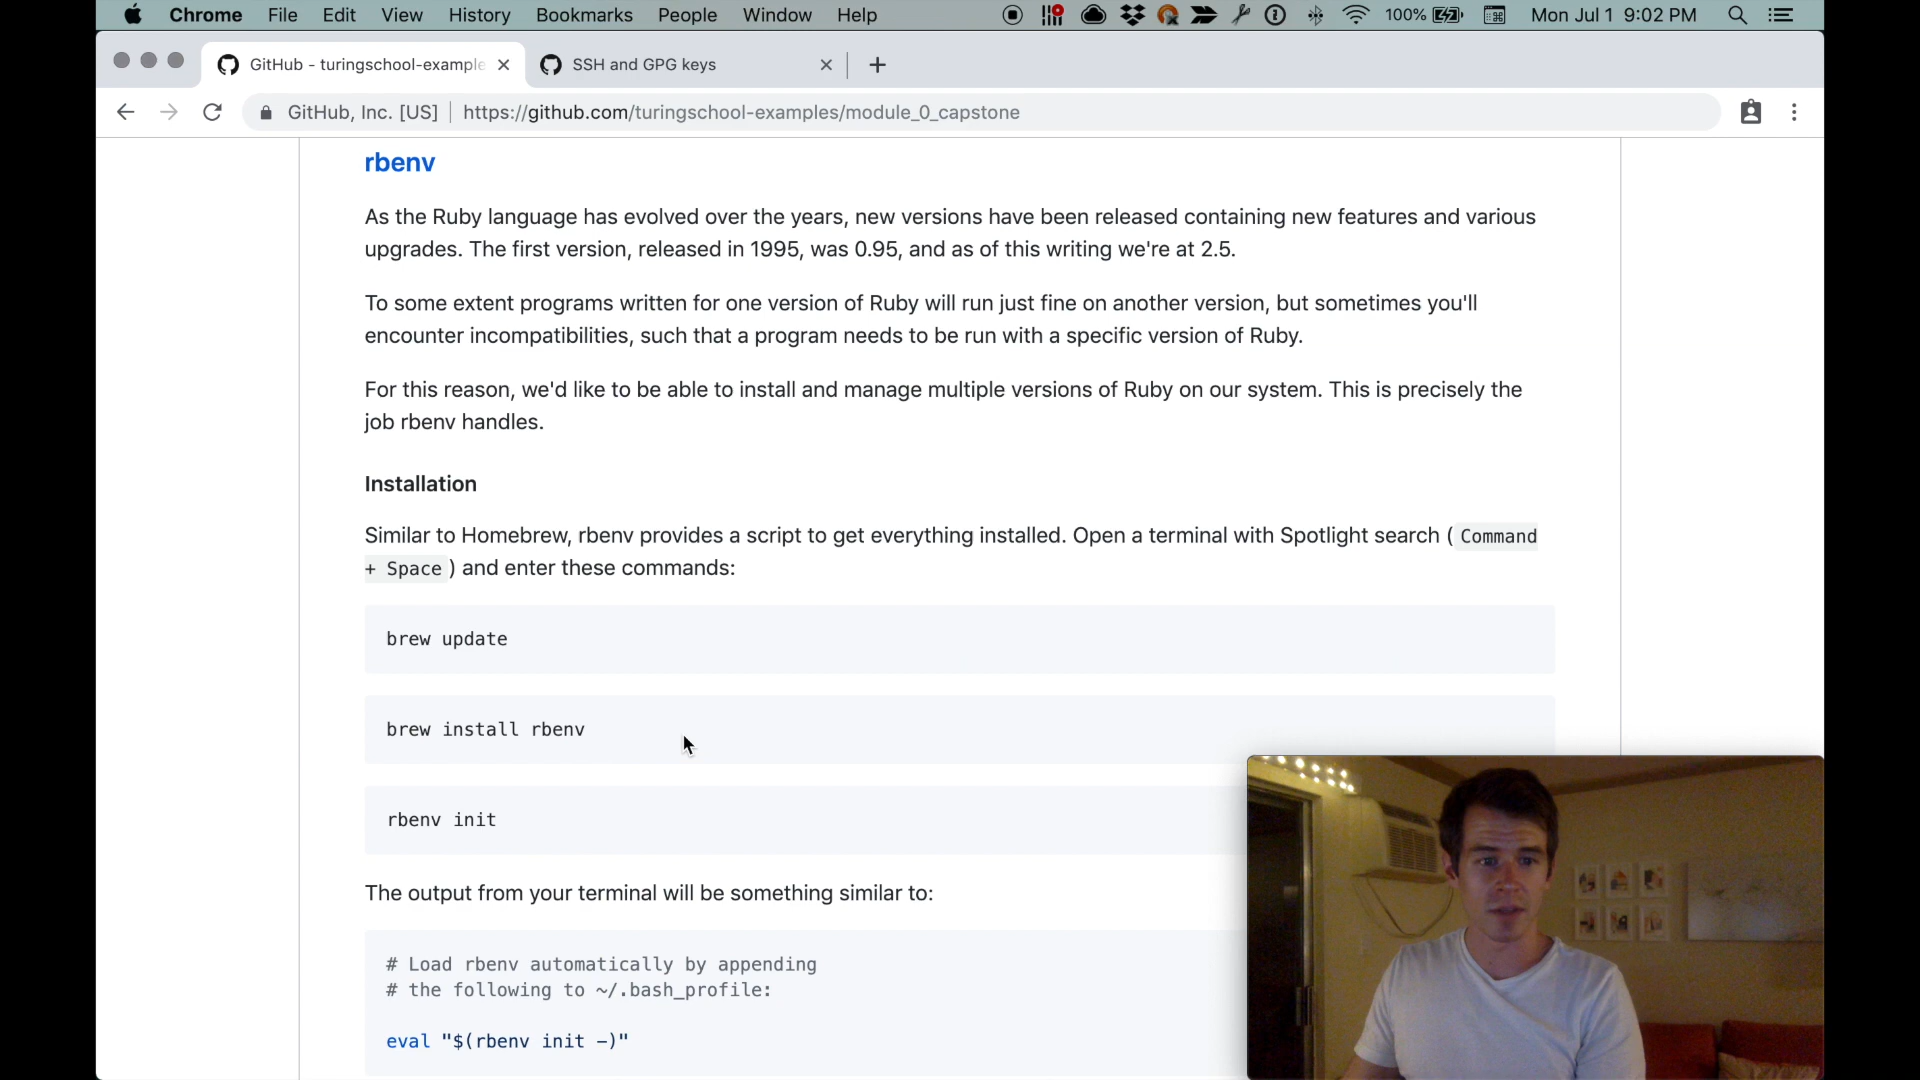 Chrome File Edit View History Bookmarks People Window Help 100% Mon Jul 1 9:02 PM
GitHub - turingschool-example SSH and GPG keys
GitHub, Inc. [US] https://github.com/turingschool-examples/module_0_capstone
rbenv
As the Ruby language has evolved over the years, new versions have been released containing new features and various
upgrades. The first version, released in 1995, was 0.95, and as of this writing we're at 2.5.
To some extent programs written for one version of Ruby will run just fine on another version, but sometimes you'll
encounter incompatibilities, such that a program needs to be run with a specific version of Ruby.
For this reason, we'd like to be able to install and manage multiple versions of Ruby on our system. This is precisely the
job rbenv handles.
Installation
Similar to Homebrew, rbenv provides a script to get everything installed. Open a terminal with Spotlight search ( Command
+ Space ) and enter these commands:
brew update
brew install rbenv
rbenv init
The output from your terminal will be something similar to:
# Load rbenv automatically by appending
# the following to ~/.bash_profile:
eval "$(rbenv init -)"